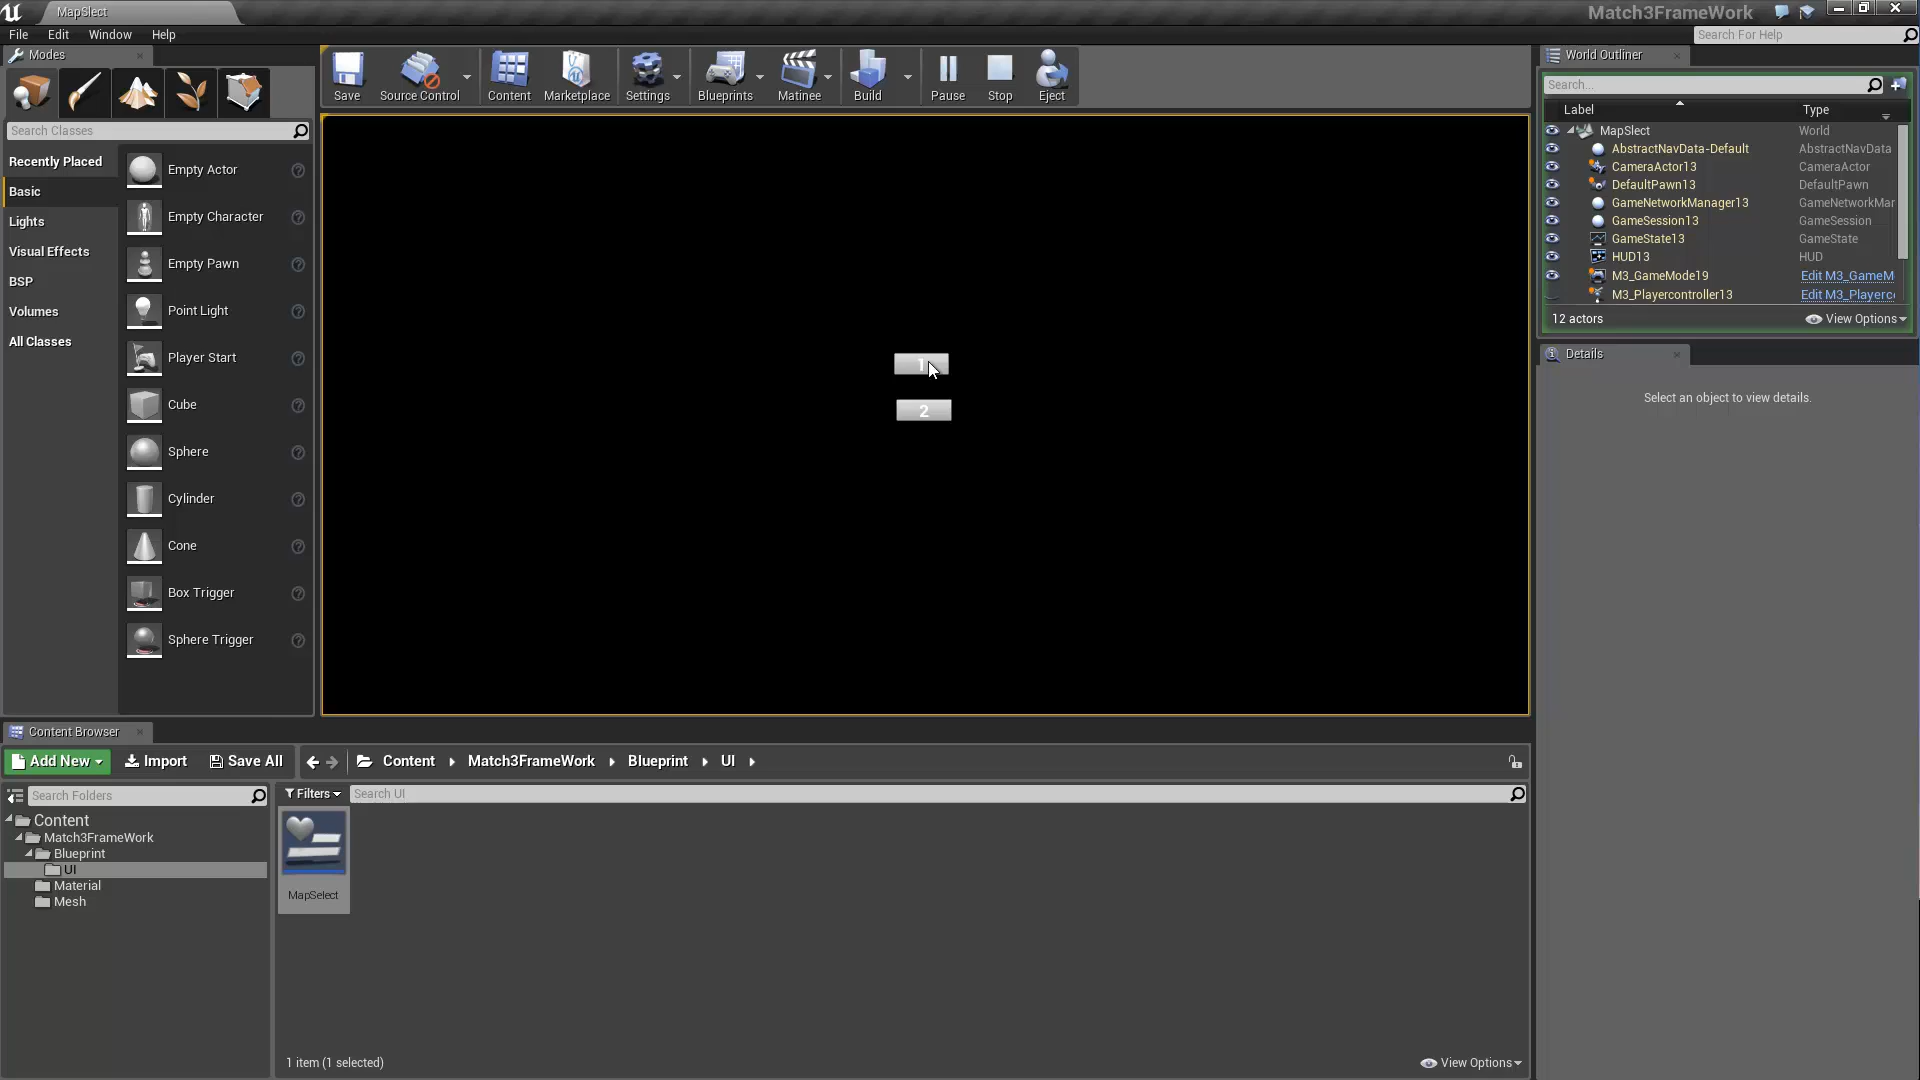 MapSlect
Match3FrameWork
File Edit Window Help
Search For Help
Modes
Search Classes
Recently Placed
Basic
Lights
Visual Effects
BSP
Volumes
All Classes
Empty Actor
Empty Character
Empty Pawn
Point Light
Player Start
Cube
Sphere
Cylinder
Cone
Box Trigger
Sphere Trigger
Save Source Control Content Marketplace Settings Blueprints Matinee Build Pause Stop Eject
1
2
World Outliner
Search...
Label Type
MapSlect World
AbstractNavData-Default AbstractNavData
CameraActor13 CameraActor
DefaultPawn13 DefaultPawn
GameNetworkManager13 GameNetworkMar
GameSession13 GameSession
GameState13 GameState
HUD13 HUD
M3_GameMode19 Edit M3_GameM
M3_Playercontroller13 Edit M3_Playerc
12 actors View Options
Details
Select an object to view details.
Content Browser
Add New Import Save All Content Match3FrameWork Blueprint UI
Search Folders
Filters Search UI
Content
Match3FrameWork
Blueprint
UI
Material
Mesh
MapSelect
1 item (1 selected) View Options